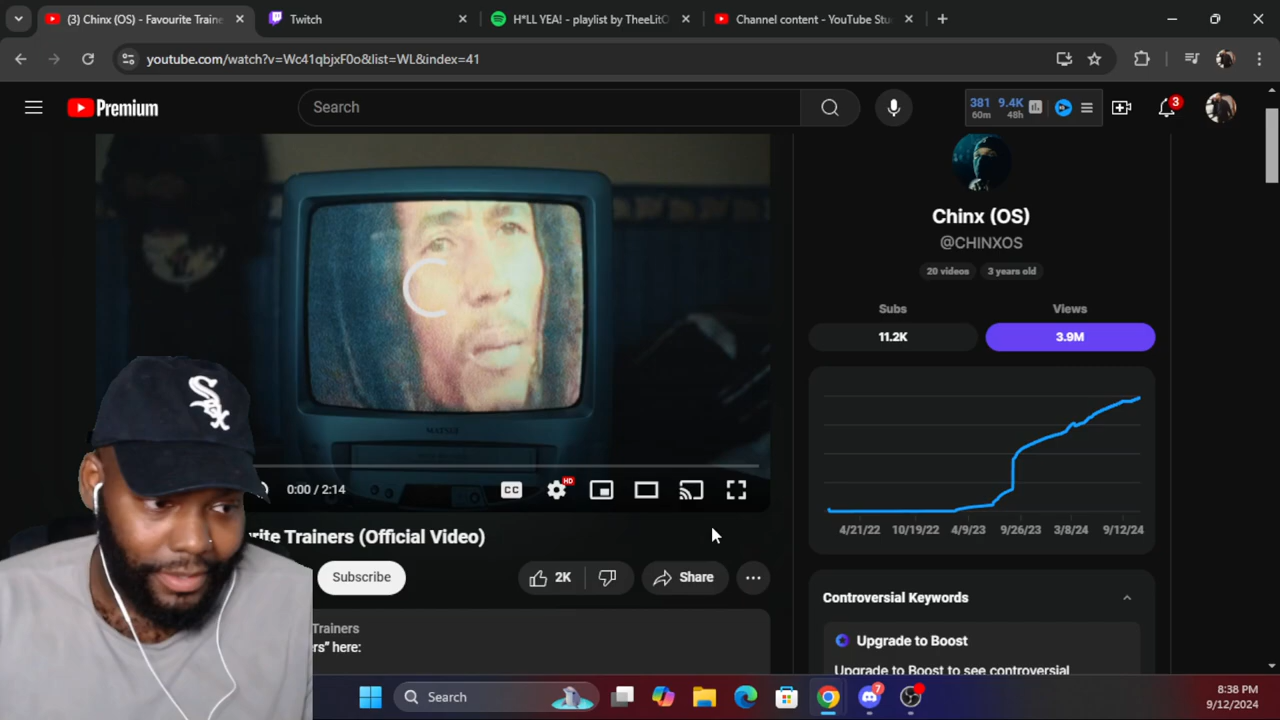 (3) Chinx (OS) - Favourite Traine
Twitch
H*LL YEA! - playlist by TheeLitO
Channel content - YouTube Stu
youtube.com/watch?v=Wc41qbjxF0o&list=WL&index=41
Premium
Search
381
60m
9.4K
48h
3
Chinx (OS)
@CHINXOS
20 videos
3 years old
Subs
Views
11.2K
3.9M
4/21/22
10/19/22
4/9/23
9/26/23
3/8/24
9/12/24
MATSUI
0:00 / 2:14
CC
HD
rite Trainers (Official Video)
Subscribe
2K
Share
Trainers
rs" here:
Controversial Keywords
Upgrade to Boost
Upgrade to Boost to see controversial
Sox
Search
7
8:38 PM
9/12/2024